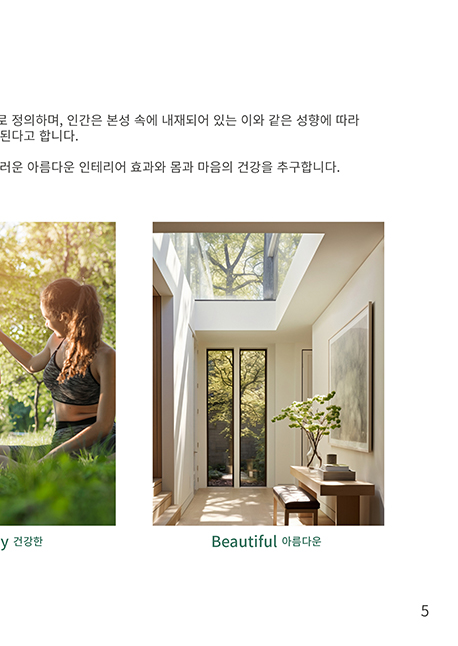 로 정의하며, 인간은 본성 속에 내재되어 있는 이와 같은 성향에 따라
된다고 합니다.
러운 아름다운 인테리어 효과와 몸과 마음의 건강을 추구합니다.
y 건강한
Beautiful 아름다운
5